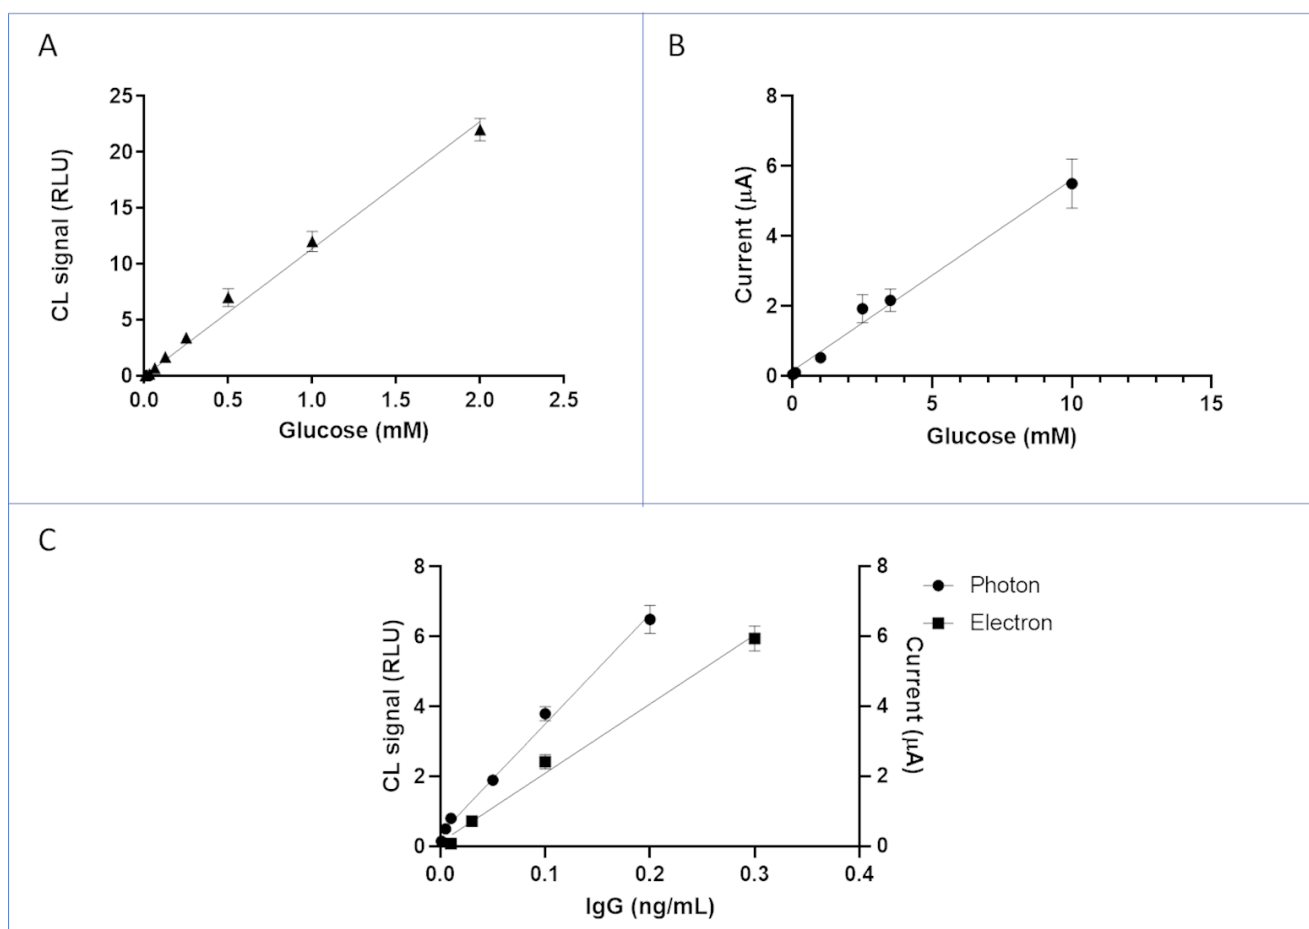 A
CL signal (RLU)
25
20
15
10
5
0
0.0 0.5 1.0 1.5 2.0 2.5
Glucose (mM)
B
Current (μA)
8
6
4
2
0
0 5 10 15
Glucose (mM)
C
CL signal (RLU)
8
6
4
2
0
0.0 0.1 0.2 0.3 0.4
IgG (ng/mL)
8
6
4
2
0
Current (μA)
Photon
Electron